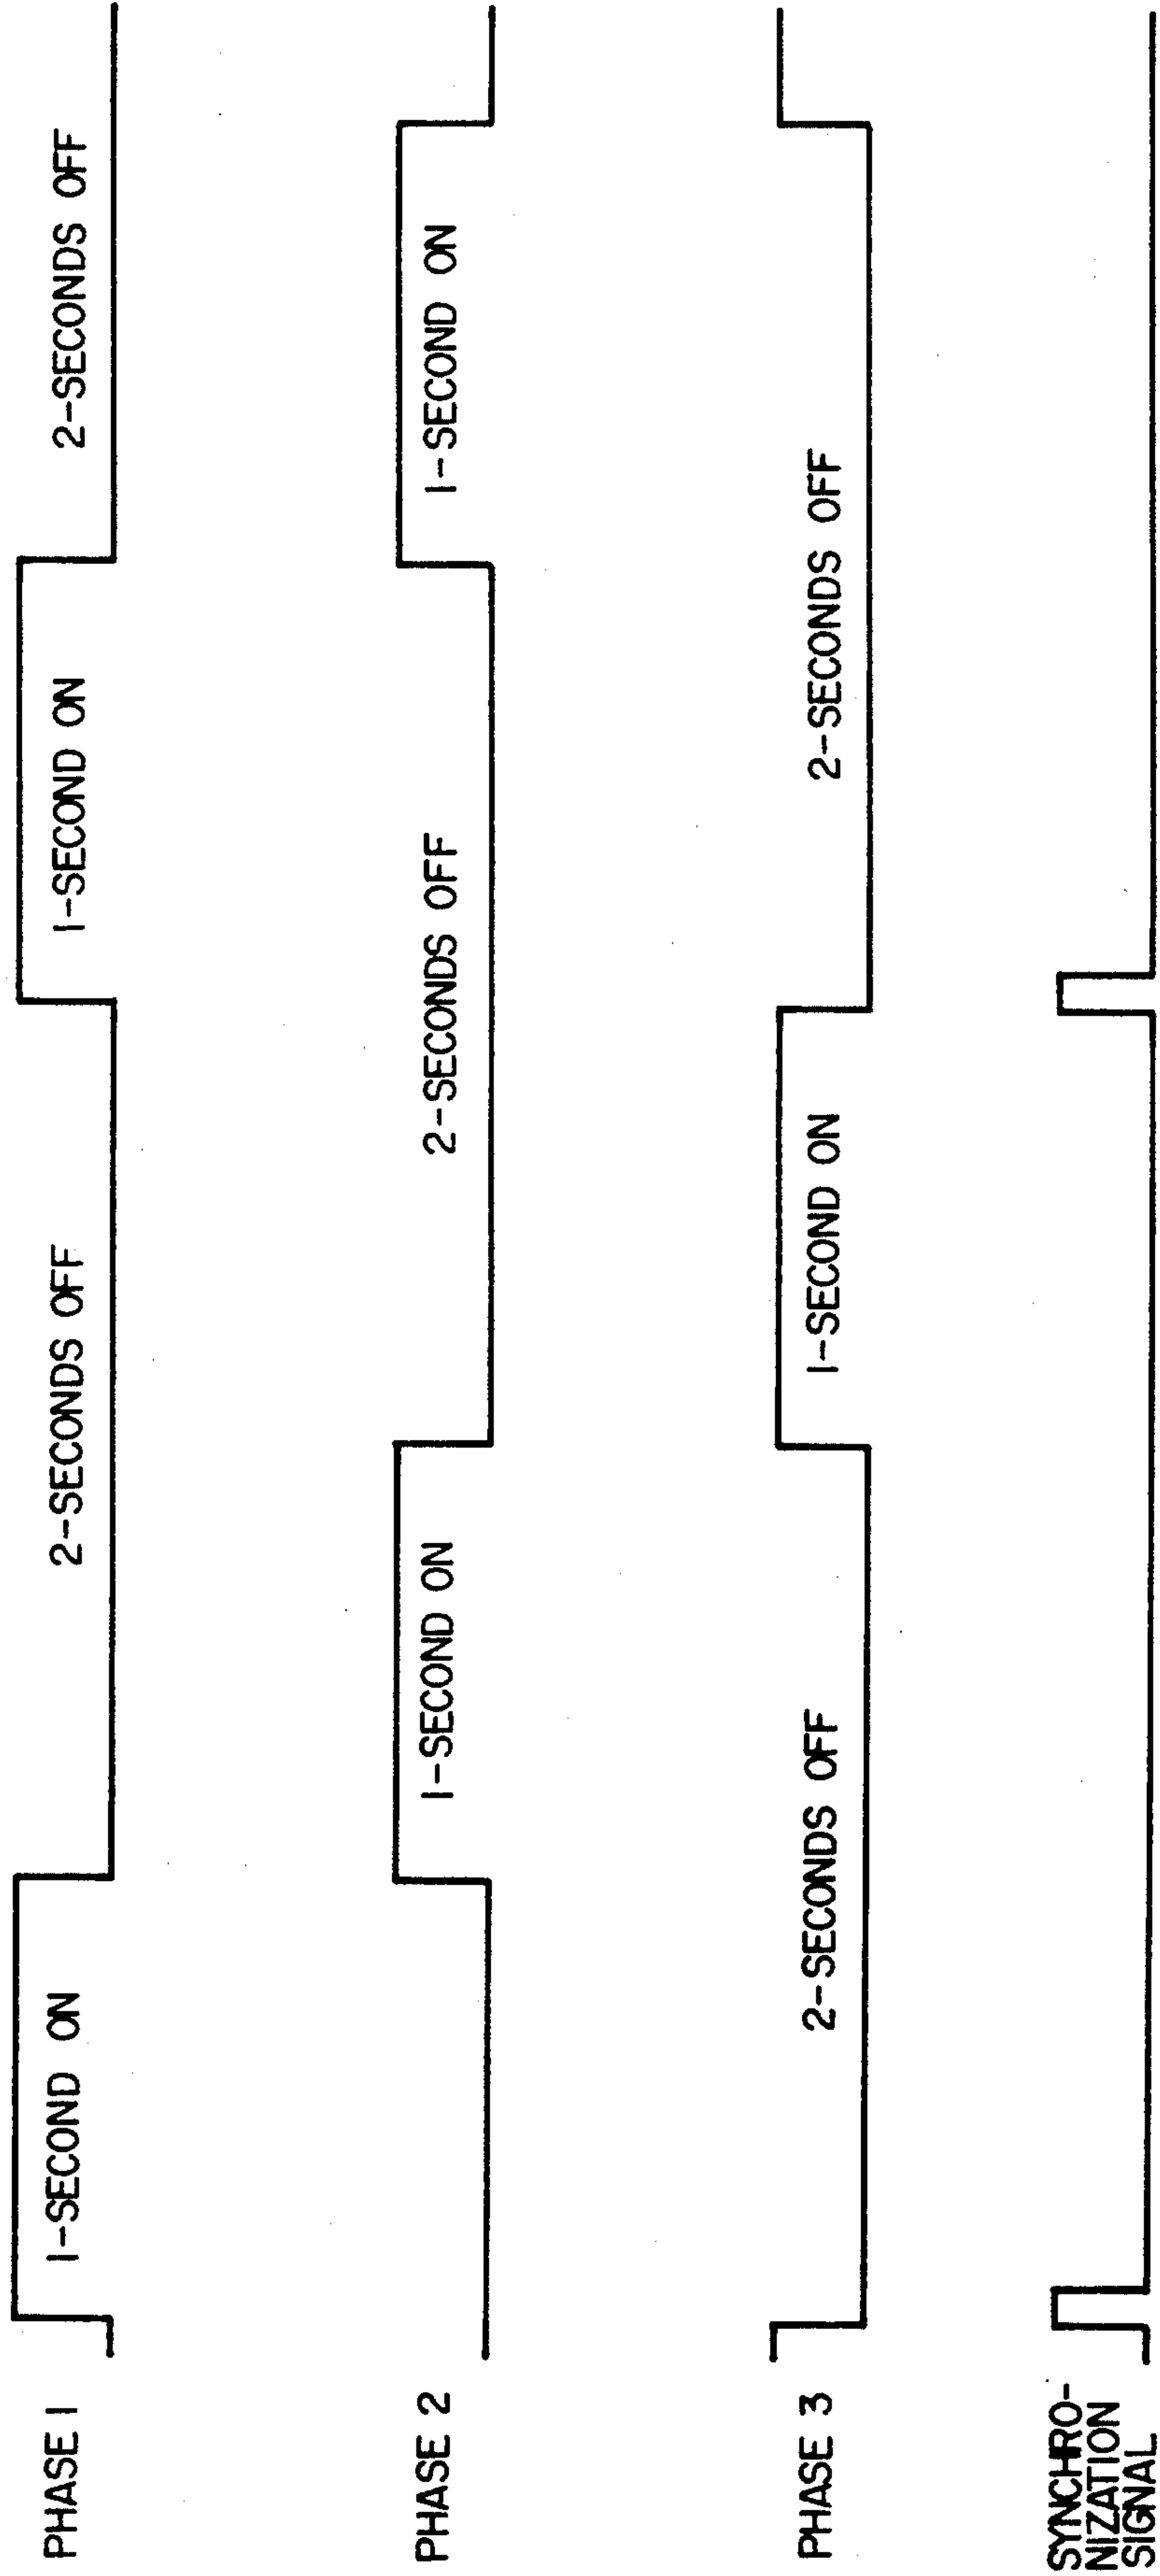 PHASE 1
1-SECOND ON
2-SECONDS OFF
1-SECOND ON
2-SECONDS OFF
PHASE 2
1-SECOND ON
2-SECONDS OFF
1-SECOND ON
PHASE 3
2-SECONDS OFF
1-SECOND ON
2-SECONDS OFF
SYNCHRO-
NIZATION
SIGNAL